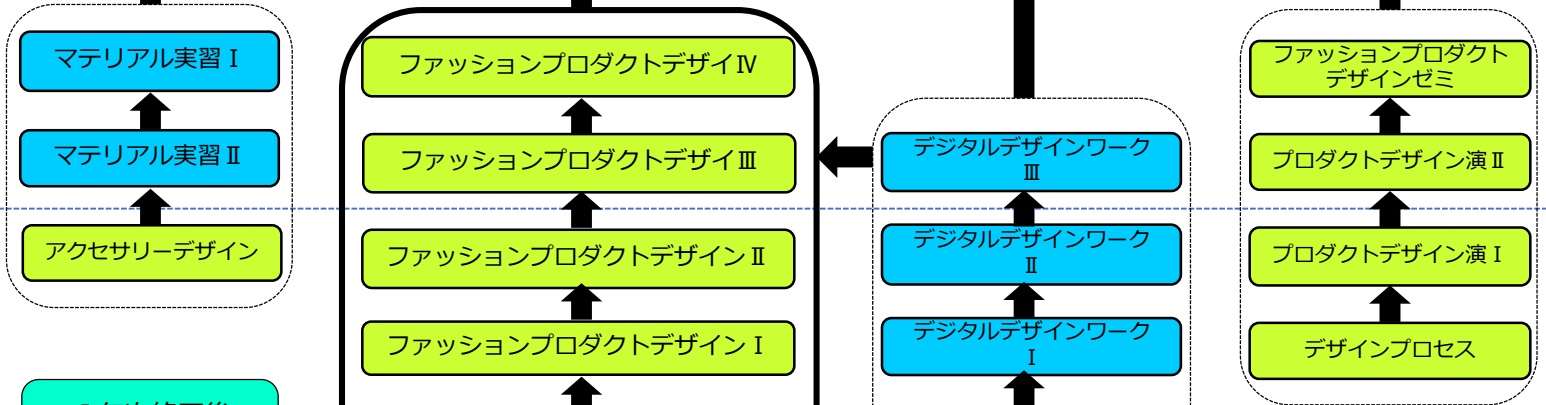 マテリアル実習Ⅰ
マテリアル実習Ⅱ
アクセサリーデザイン
ファッションプロダクトデザイⅣ
ファッションプロダクトデザイⅢ
ファッションプロダクトデザインⅡ
ファッションプロダクトデザインⅠ
デジタルデザインワーク
Ⅲ
デジタルデザインワーク
Ⅱ
デジタルデザインワーク
Ⅰ
ファッションプロダクト
デザインゼミ
プロダクトデザイン演Ⅱ
プロダクトデザイン演Ⅰ
デザインプロセス